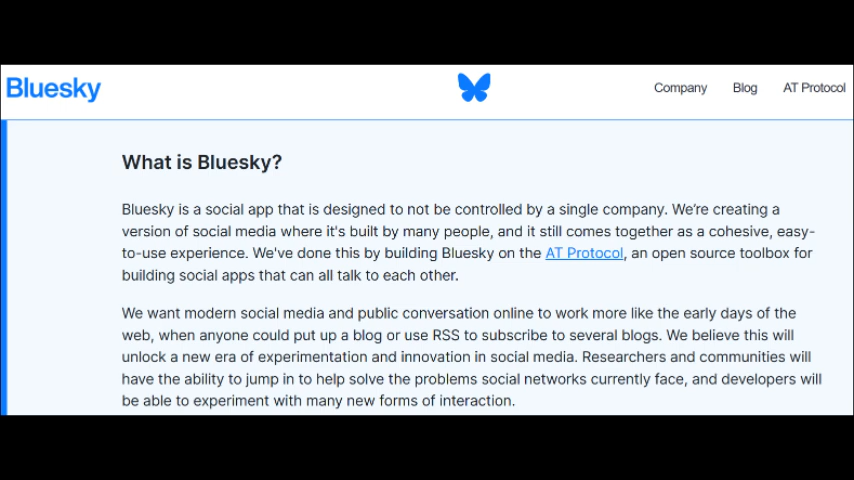 Bluesky
Company Blog AT Protocol
What is Bluesky?
Bluesky is a social app that is designed to not be controlled by a single company. We’re creating a
version of social media where it's built by many people, and it still comes together as a cohesive, easy-
to-use experience. We've done this by building Bluesky on the AT Protocol, an open source toolbox for
building social apps that can all talk to each other.
We want modern social media and public conversation online to work more like the early days of the
web, when anyone could put up a blog or use RSS to subscribe to several blogs. We believe this will
unlock a new era of experimentation and innovation in social media. Researchers and communities will
have the ability to jump in to help solve the problems social networks currently face, and developers will
be able to experiment with many new forms of interaction.